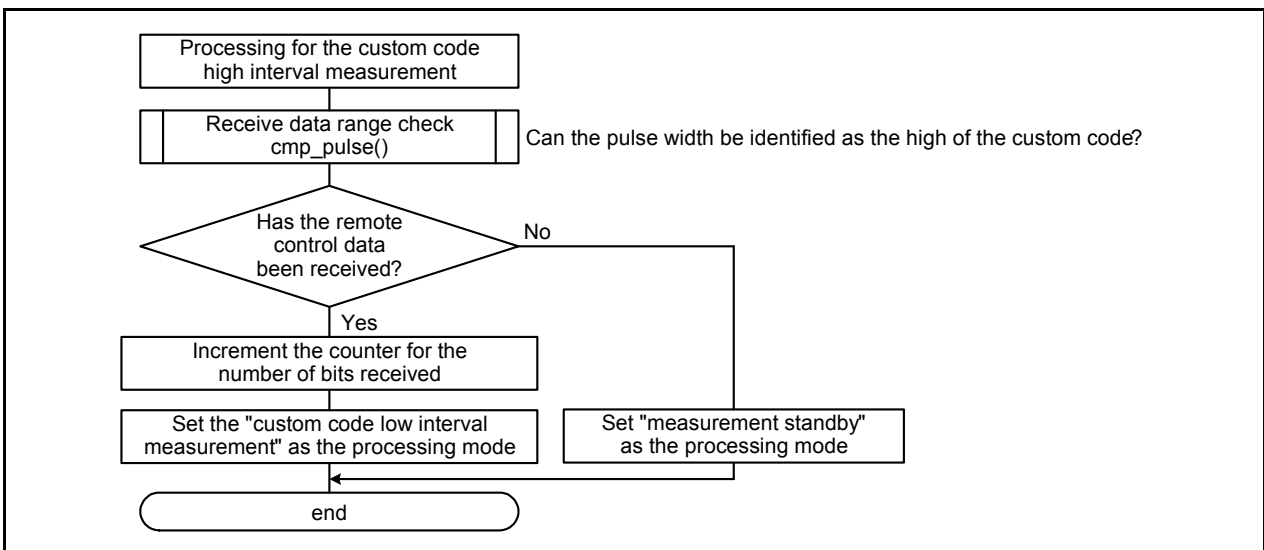 Processing for the custom code
high interval measurement
Receive data range check
cmp_pulse()
Can the pulse width be identified as the high of the custom code?
Has the remote
control data
been received?
No
Yes
Increment the counter for the
number of bits received
Set the "custom code low interval
measurement" as the processing mode
Set "measurement standby"
as the processing mode
end